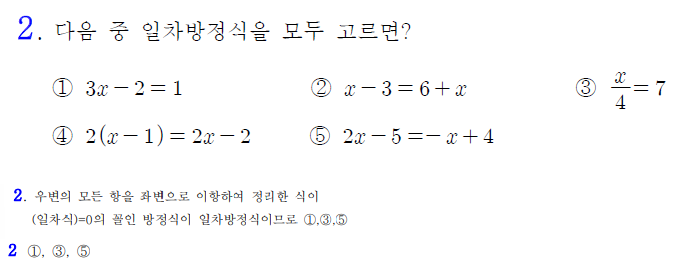 2. 다음 중 일차방정식을 모두 고르면?
① 3x－2＝1 ② x－3＝6＋x ③ x/4＝7
④ 2(x－1)＝2x－2 ⑤ 2x－5＝－x＋4
2. 우변의 모든 항을 좌변으로 이항하여 정리한 식이
(일차식)=0의 꼴인 방정식이 일차방정식이므로 ①,③,⑤
2 ①, ③, ⑤